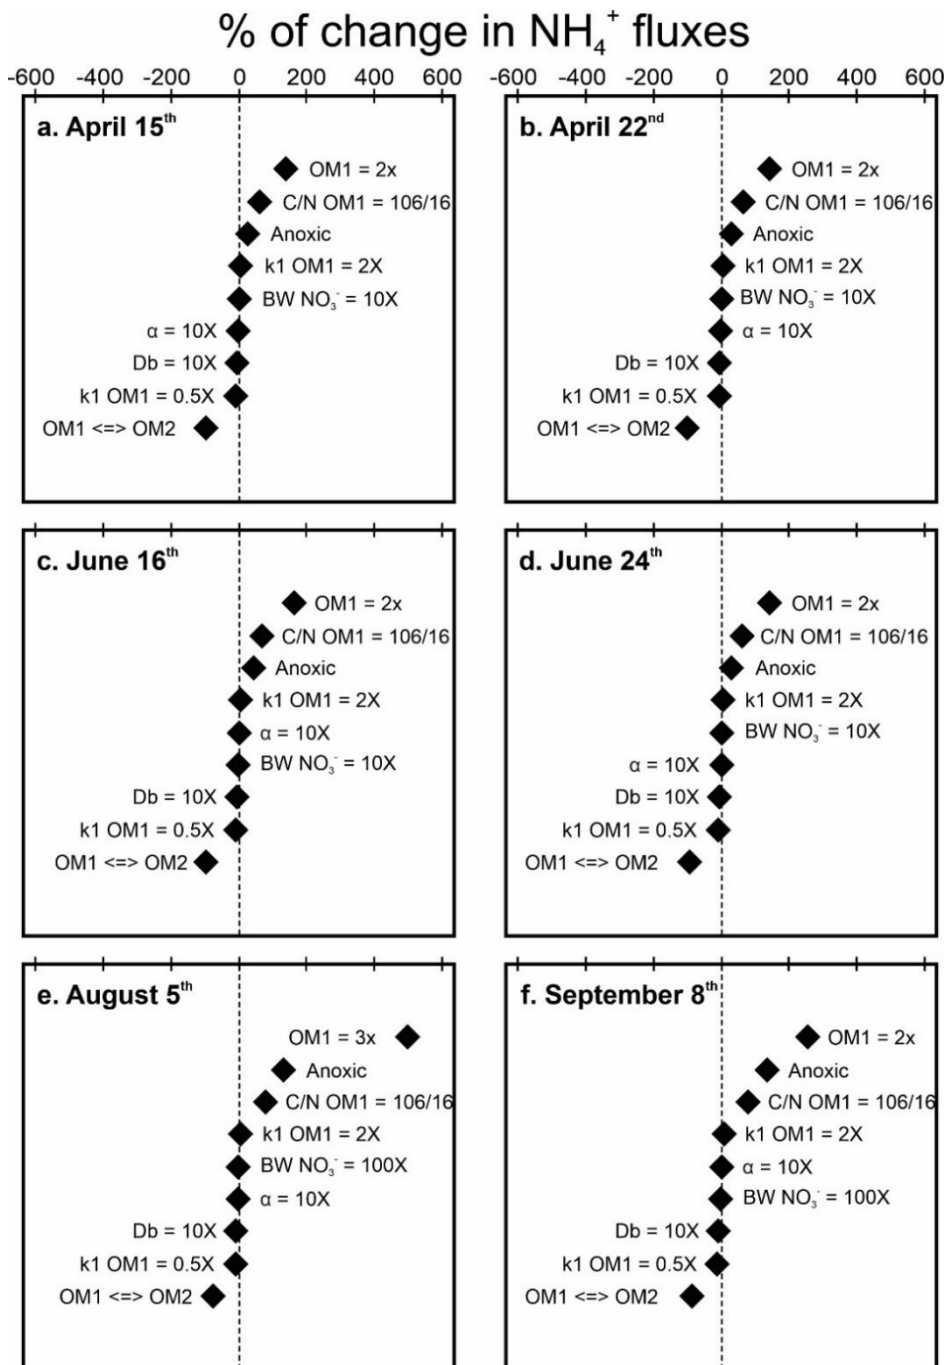 % of change in NH₄⁺ fluxes
-600 -400 -200 0 200 400 600
-600 -400 -200 0 200 400 600
a. April 15ᵗʰ
OM1 = 2x
C/N OM1 = 106/16
Anoxic
k1 OM1 = 2X
BW NO₃⁻ = 10X
α = 10X
Db = 10X
k1 OM1 = 0.5X
OM1 <=> OM2
b. April 22ⁿᵈ
OM1 = 2x
C/N OM1 = 106/16
Anoxic
k1 OM1 = 2X
BW NO₃⁻ = 10X
α = 10X
Db = 10X
k1 OM1 = 0.5X
OM1 <=> OM2
c. June 16ᵗʰ
OM1 = 2x
C/N OM1 = 106/16
Anoxic
k1 OM1 = 2X
α = 10X
BW NO₃⁻ = 10X
Db = 10X
k1 OM1 = 0.5X
OM1 <=> OM2
d. June 24ᵗʰ
OM1 = 2x
C/N OM1 = 106/16
Anoxic
k1 OM1 = 2X
BW NO₃⁻ = 10X
α = 10X
Db = 10X
k1 OM1 = 0.5X
OM1 <=> OM2
e. August 5ᵗʰ
OM1 = 3x
Anoxic
C/N OM1 = 106/16
k1 OM1 = 2X
BW NO₃⁻ = 100X
α = 10X
Db = 10X
k1 OM1 = 0.5X
OM1 <=> OM2
f. September 8ᵗʰ
OM1 = 2x
Anoxic
C/N OM1 = 106/16
k1 OM1 = 2X
α = 10X
BW NO₃⁻ = 100X
Db = 10X
k1 OM1 = 0.5X
OM1 <=> OM2